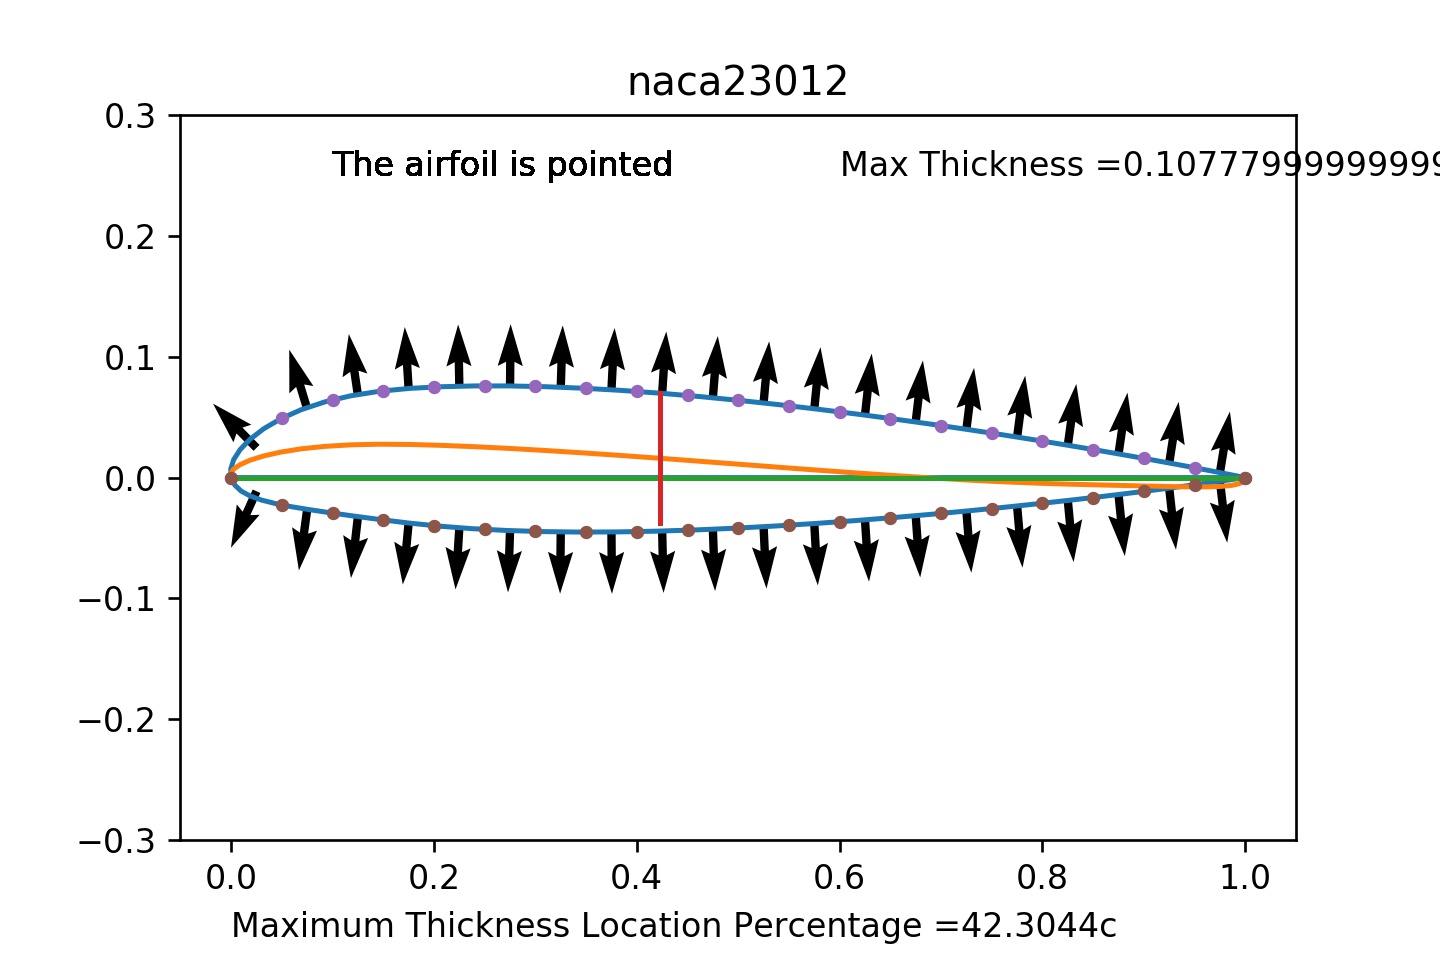 naca23012
The airfoil is pointed
Max Thickness =0.10777999999999
0.3
0.2
0.1
0.0
−0.1
−0.2
−0.3
0.0 0.2 0.4 0.6 0.8 1.0
Maximum Thickness Location Percentage =42.3044c